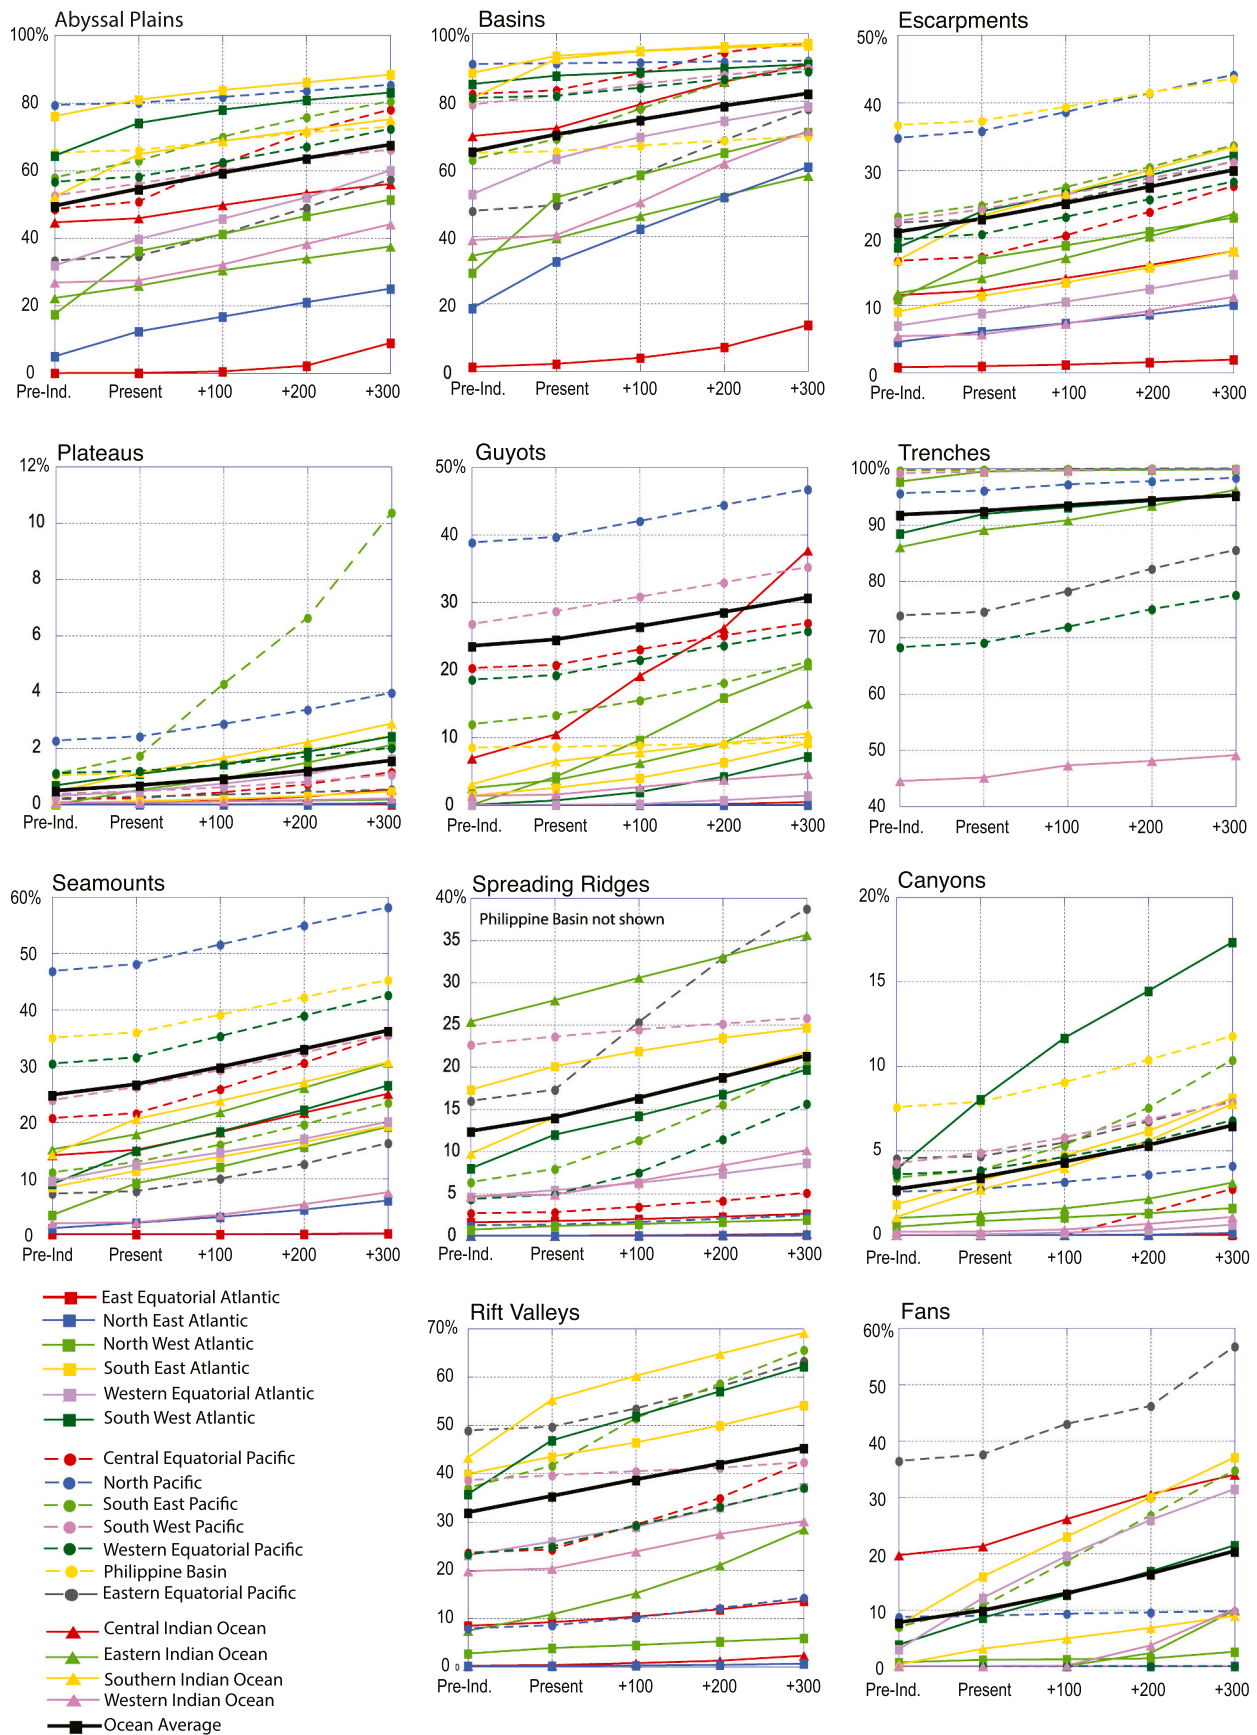 Abyssal Plains
100%
80
60
40
20
0
Pre-Ind. Present +100 +200 +300
Basins
100%
80
60
40
20
0
Pre-Ind. Present +100 +200 +300
Escarpments
50%
40
30
20
10
0
Pre-Ind. Present +100 +200 +300
Plateaus
12%
10
8
6
4
2
0
Pre-Ind. Present +100 +200 +300
Guyots
50%
40
30
20
10
0
Pre-Ind. Present +100 +200 +300
Trenches
100%
90
80
70
60
50
40
Pre-Ind. Present +100 +200 +300
Seamounts
60%
50
40
30
20
10
0
Pre-Ind Present +100 +200 +300
Spreading Ridges
Philippine Basin not shown
40%
35
30
25
20
15
10
5
0
Pre-Ind. Present +100 +200 +300
Canyons
20%
15
10
5
0
Pre-Ind. Present +100 +200 +300
East Equatorial Atlantic
North East Atlantic
North West Atlantic
South East Atlantic
Western Equatorial Atlantic
South West Atlantic
Central Equatorial Pacific
North Pacific
South East Pacific
South West Pacific
Western Equatorial Pacific
Philippine Basin
Eastern Equatorial Pacific
Central Indian Ocean
Eastern Indian Ocean
Southern Indian Ocean
Western Indian Ocean
Ocean Average
Rift Valleys
70%
60
50
40
30
20
10
0
0
Pre-Ind. Present +100 +200 +300
Fans
60%
50
40
30
20
10
0
Pre-Ind. Present +100 +200 +300